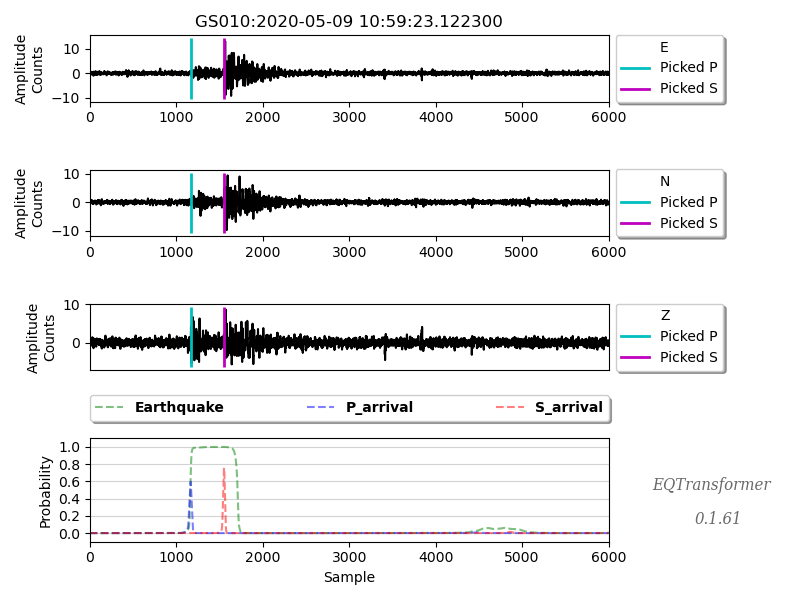 GS010:2020-05-09 10:59:23.122300
Amplitude
Counts
10
0
−10
0 1000 2000 3000 4000 5000 6000
E
Picked P
Picked S
Amplitude
Counts
10
0
−10
0 1000 2000 3000 4000 5000 6000
N
Picked P
Picked S
Amplitude
Counts
10
0
Z
Picked P
Picked S
Earthquake P_arrival S_arrival
Probability
1.0
0.8
0.6
0.4
0.2
0.0
0 1000 2000 3000 4000 5000 6000
Sample
EQTransformer
0.1.61